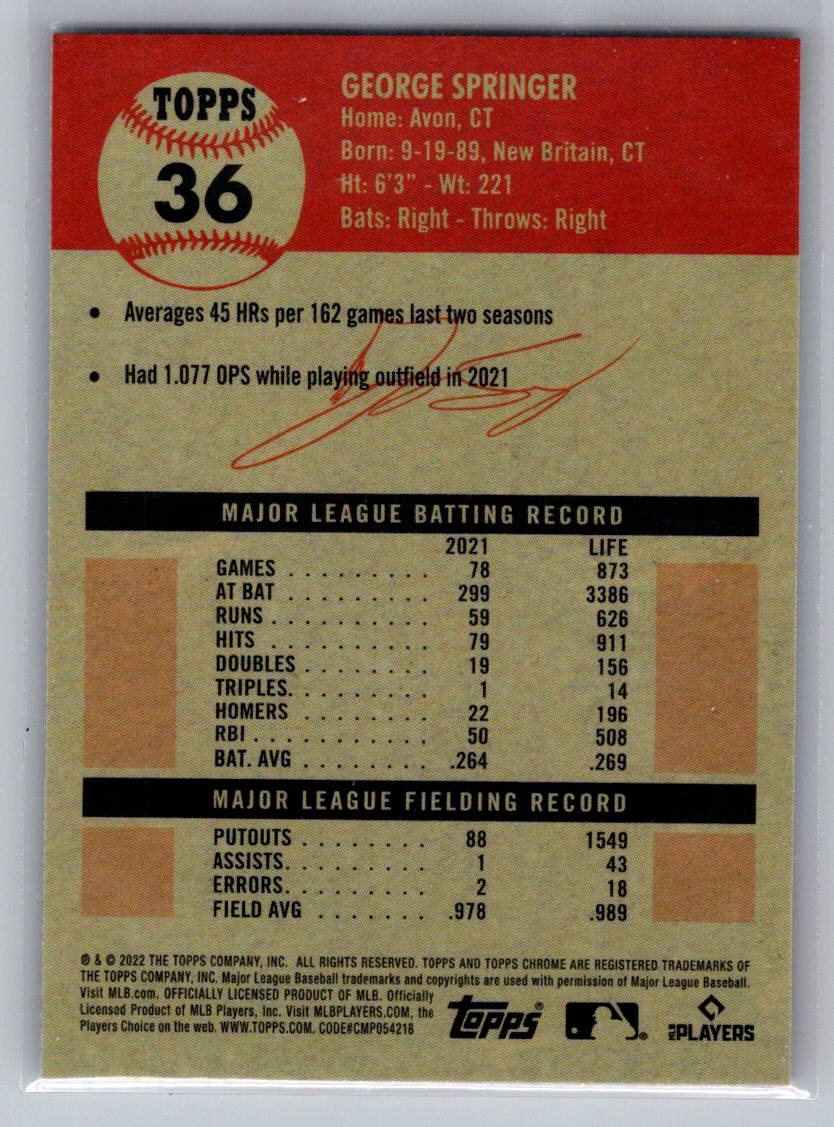 TOPPS
36
GEORGE SPRINGER
Home: Avon, CT
Born: 9-19-89, New Britain, CT
Ht: 6'3" - Wt: 221
Bats: Right - Throws: Right
• Averages 45 HRs per 162 games last two seasons
• Had 1.077 OPS while playing outfield in 2021
MAJOR LEAGUE BATTING RECORD
2021 LIFE
GAMES . . . . . . . . . 78 873
AT BAT . . . . . . . . . 299 3386
RUNS . . . . . . . . . . 59 626
HITS . . . . . . . . . . 79 911
DOUBLES . . . . . . . . 19 156
TRIPLES. . . . . . . . . 1 14
HOMERS . . . . . . . . 22 196
RBI . . . . . . . . . . . 50 508
BAT. AVG . . . . . . . . .264 .269
MAJOR LEAGUE FIELDING RECORD
PUTOUTS . . . . . . . . 88 1549
ASSISTS. . . . . . . . . 1 43
ERRORS. . . . . . . . . 2 18
FIELD AVG . . . . . . . .978 .989
® & © 2022 THE TOPPS COMPANY, INC. ALL RIGHTS RESERVED. TOPPS AND TOPPS CHROME ARE REGISTERED TRADEMARKS OF
THE TOPPS COMPANY, INC. Major League Baseball trademarks and copyrights are used with permission of Major League Baseball.
Visit MLB.com. OFFICIALLY LICENSED PRODUCT OF MLB. Officially
Licensed Product of MLB Players, Inc. Visit MLBPLAYERS.COM, the
Players Choice on the web. WWW.TOPPS.COM. CODE#CMP054218
Topps®
MLB PLAYERS